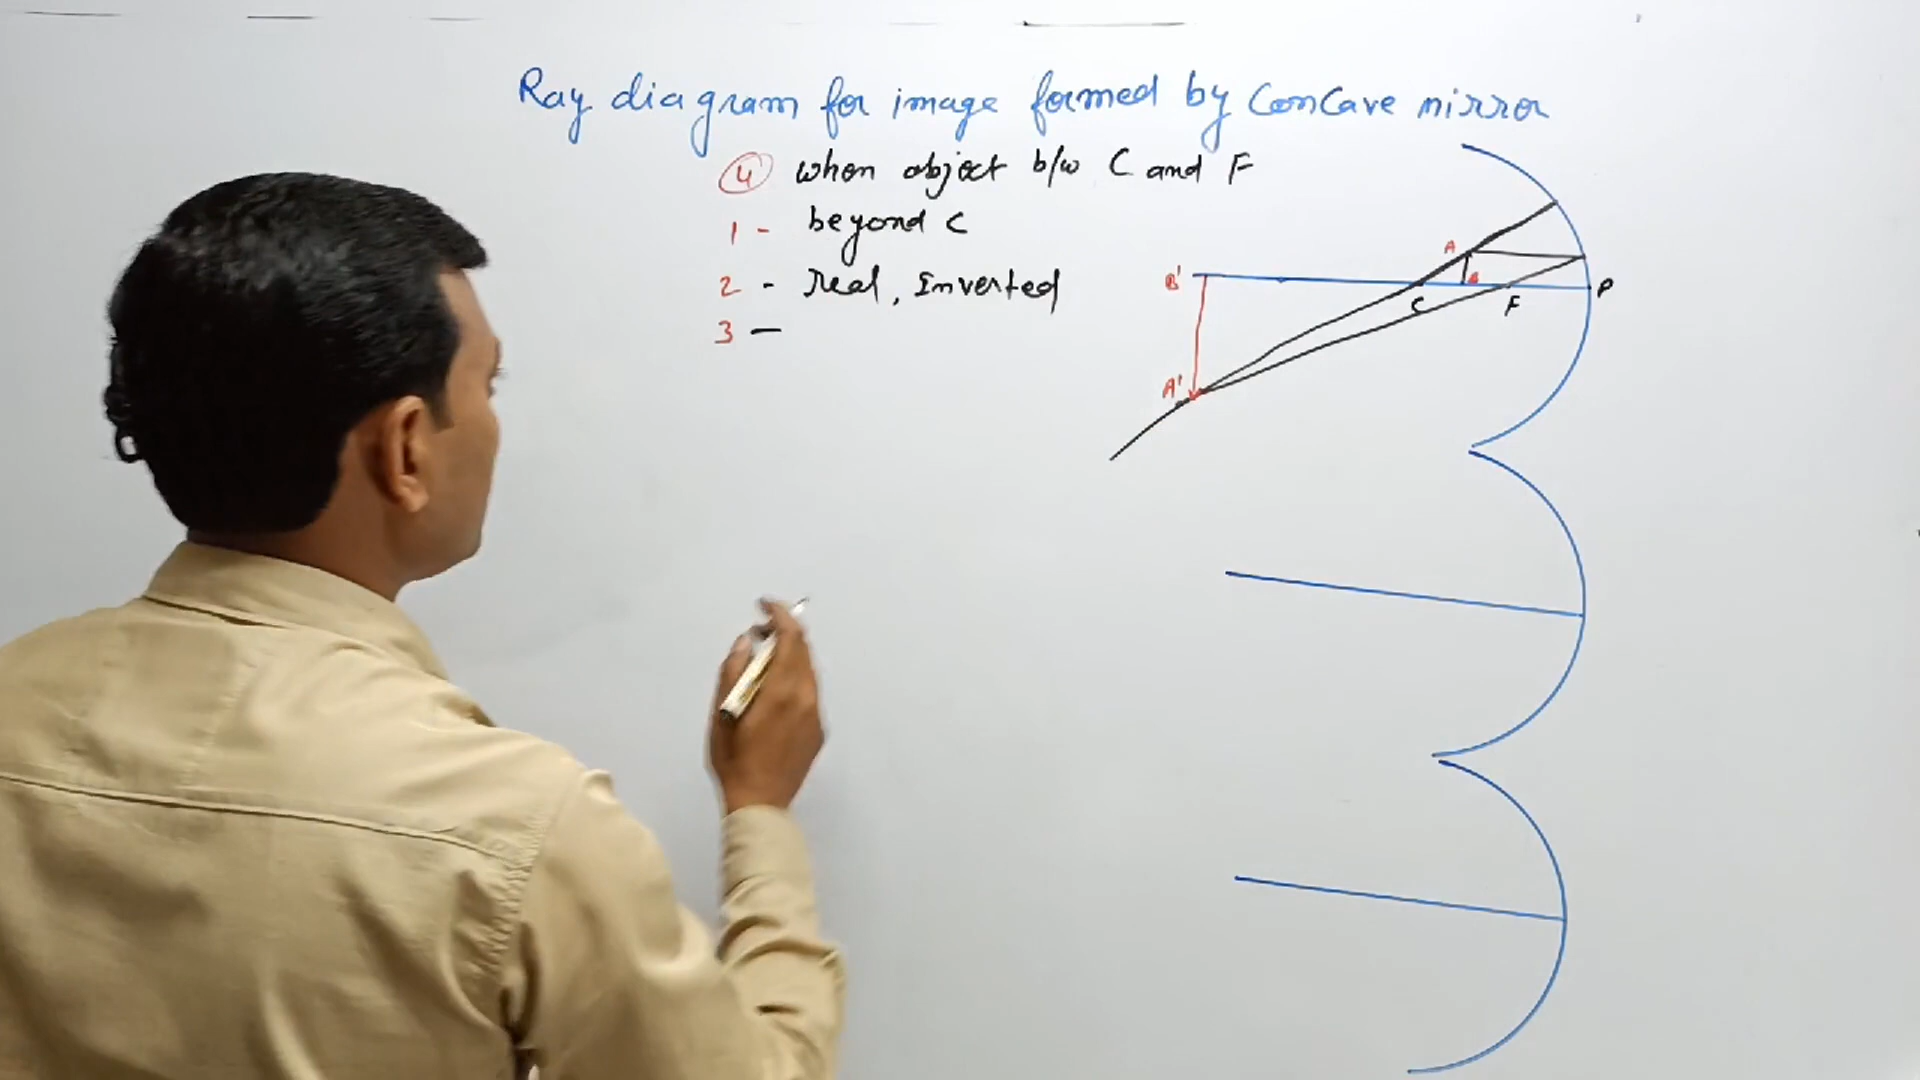 Ray diagram for image formed by Concave mirror
4 when object b/w C and F
1 - beyond C
2 - real, Inverted
3 -
A
B' B
C F P
A'